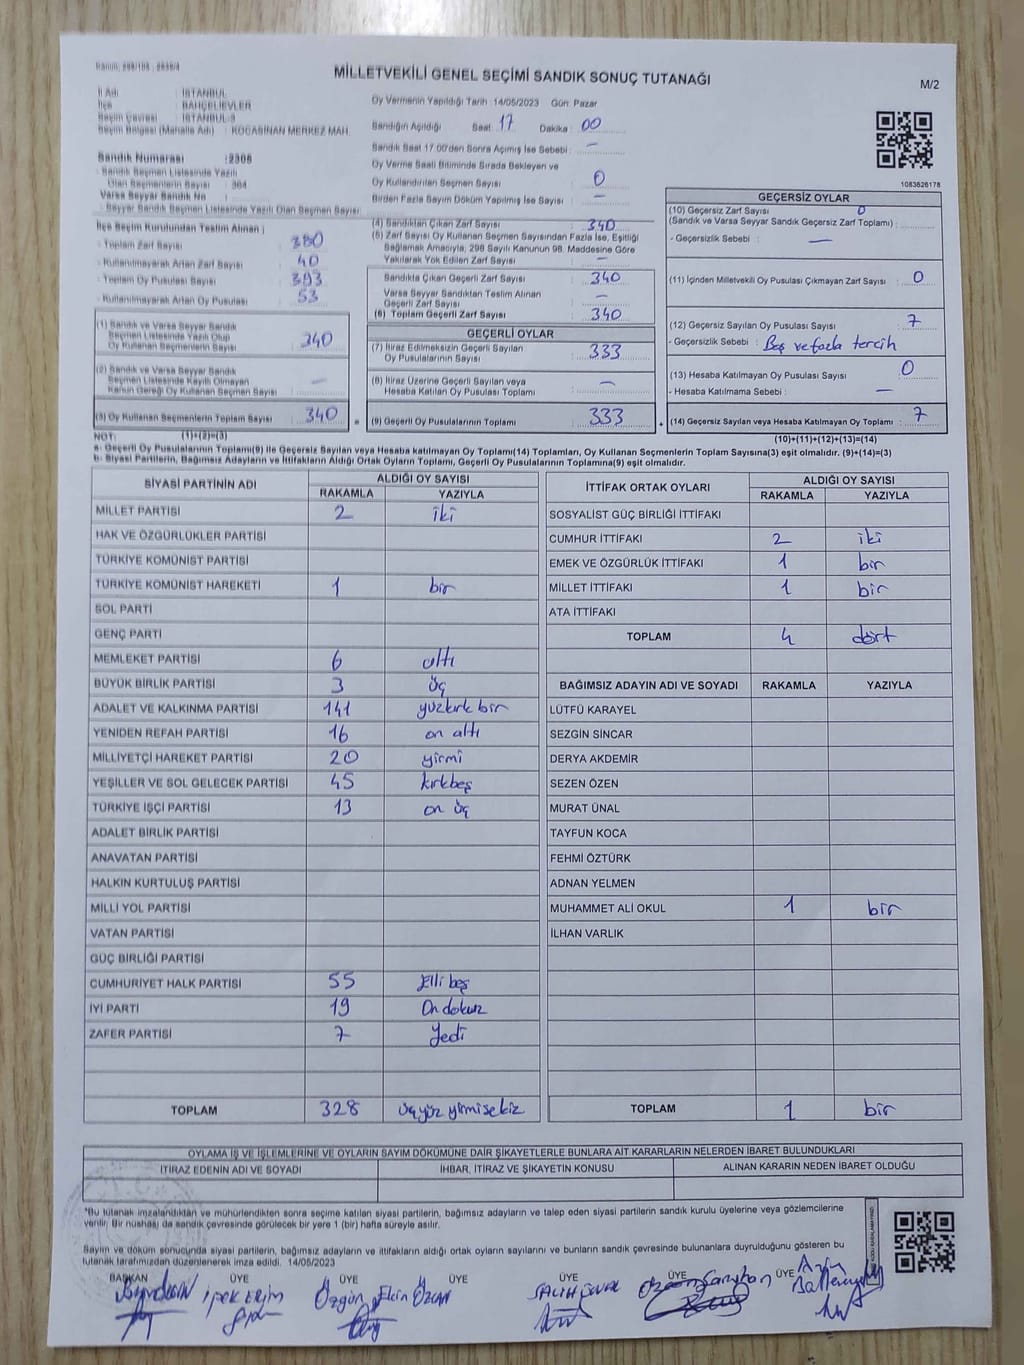 Kanun: 298/105 , 2839/4
MİLLETVEKİLİ GENEL SEÇİMİ SANDIK SONUÇ TUTANAĞI
M/2
İl Adı : İSTANBUL
İlçe : BAHÇELİEVLER
Seçim Çevresi : İSTANBUL-3
Seçim Bölgesi (Mahalle Adı) : KOCASİNAN MERKEZ MAH.
Sandık Numarası :2306
- Sandık Seçmen Listesinde Yazılı
Olan Seçmenlerin Sayısı : 364
Varsa Seyyar Sandık No :
- Seyyar Sandık Seçmen Listesinde Yazılı Olan Seçmen Sayısı:
İlçe Seçim Kurulundan Teslim Alınan ;
- Toplam Zarf Sayısı : 380
- Kullanılmayarak Artan Zarf Sayısı : 40
- Toplam Oy Pusulası Sayısı : 393
- Kullanılmayarak Artan Oy Pusulası : 53
(1) Sandık ve Varsa Seyyar Sandık
Seçmen Listesinde Yazılı Olup
Oy Kullanan Seçmenlerin Sayısı : 340
(2) Sandık ve Varsa Seyyar Sandık
Seçmen Listesinde Kayıtlı Olmayan
Kanun Gereği Oy Kullanan Seçmen Sayısı : —
(3) Oy Kullanan Seçmenlerin Toplam Sayısı : 340
(1)+(2)=(3)
Oy Vermenin Yapıldığı Tarih :14/05/2023 Gün: Pazar
Sandığın Açıldığı Saat: 17 Dakika : 00
Sandık Saat 17.00'den Sonra Açımış İse Sebebi : —
Oy Verme Saati Bitiminde Sırada Bekleyen ve
Oy Kullandırılan Seçmen Sayısı : 0
Birden Fazla Sayım Döküm Yapılmış İse Sayısı : —
(4) Sandıktan Çıkan Zarf Sayısı : 340
(5) Zarf Sayısı Oy Kullanan Seçmen Sayısından Fazla İse, Eşitliği
Sağlamak Amacıyla, 298 Sayılı Kanunun 98. Maddesine Göre
Yakılarak Yok Edilen Zarf Sayısı : —
Sandıkta Çıkan Geçerli Zarf Sayısı : 340
Varsa Seyyar Sandıktan Teslim Alınan
Geçerli Zarf Sayısı : —
(6) Toplam Geçerli Zarf Sayısı : 340
GEÇERLİ OYLAR
(7) İtiraz Edilmeksizin Geçerli Sayılan
Oy Pusulalarının Sayısı : 333
(8) İtiraz Üzerine Geçerli Sayılan veya
Hesaba Katılan Oy Pusulası Toplamı : —
(9) Geçerli Oy Pusulalarının Toplamı : 333
1083826178
GEÇERSİZ OYLAR
(10) Geçersiz Zarf Sayısı 0
(Sandık ve Varsa Seyyar Sandık Geçersiz Zarf Toplamı) :
- Geçersizlik Sebebi : —
(11) İçinden Milletvekili Oy Pusulası Çıkmayan Zarf Sayısı : 0
(12) Geçersiz Sayılan Oy Pusulası Sayısı : 7
- Geçersizlik Sebebi : Beş ve fazla tercih
(13) Hesaba Katılmayan Oy Pusulası Sayısı : 0
- Hesaba Katılmama Sebebi : —
(14) Geçersiz Sayılan veya Hesaba Katılmayan Oy Toplamı : 7
(10)+(11)+(12)+(13)=(14)
NOT:
a- Geçerli Oy Pusulasının Toplamı(9) ile Geçersiz Sayılan veya Hesaba Katılmayan Oy Toplamı(14) Toplamları, Oy Kullanan Seçmenlerin Toplam Sayısına(3) eşit olmalıdır. (9)+(14)=(3)
b- Siyasi Partilerin, Bağımsız Adayların ve İttifakların Aldığı Ortak Oyların Toplamı, Geçerli Oy Pusulalarının Toplamına(9) eşit olmalıdır.
SİYASİ PARTİNİN ADI ALDIĞI OY SAYISI
RAKAMLA YAZIYLA
MİLLET PARTİSİ 2 iki
HAK VE ÖZGÜRLÜKLER PARTİSİ
TÜRKİYE KOMÜNİST PARTİSİ
TÜRKİYE KOMÜNİST HAREKETİ 1 bir
SOL PARTİ
GENÇ PARTİ
MEMLEKET PARTİSİ 6 altı
BÜYÜK BİRLİK PARTİSİ 3 üç
ADALET VE KALKINMA PARTİSİ 141 yüzkırk bir
YENİDEN REFAH PARTİSİ 16 on altı
MİLLİYETÇİ HAREKET PARTİSİ 20 yirmi
YEŞİLLER VE SOL GELECEK PARTİSİ 45 kırkbeş
TÜRKİYE İŞÇİ PARTİSİ 13 on üç
ADALET BİRLİK PARTİSİ
ANAVATAN PARTİSİ
HALKIN KURTULUŞ PARTİSİ
MİLLİ YOL PARTİSİ
VATAN PARTİSİ
GÜÇ BİRLİĞİ PARTİSİ
CUMHURİYET HALK PARTİSİ 55 Elli beş
İYİ PARTİ 19 On dokuz
ZAFER PARTİSİ 7 Yedi
TOPLAM 328 üçyüz yirmisekiz
İTTİFAK ORTAK OYLARI ALDIĞI OY SAYISI
RAKAMLA YAZIYLA
SOSYALİST GÜÇ BİRLİĞİ İTTİFAKI
CUMHUR İTTİFAKI 2 iki
EMEK VE ÖZGÜRLÜK İTTİFAKI 1 bir
MİLLET İTTİFAKI 1 bir
ATA İTTİFAKI
TOPLAM 4 dört
BAĞIMSIZ ADAYIN ADI VE SOYADI RAKAMLA YAZIYLA
LÜTFÜ KARAYEL
SEZGİN SİNCAR
DERYA AKDEMİR
SEZEN ÖZEN
MURAT ÜNAL
TAYFUN KOCA
FEHMİ ÖZTÜRK
ADNAN YELMEN
MUHAMMET ALİ OKUL 1 bir
İLHAN VARLIK
TOPLAM 1 bir
OYLAMA İŞ VE İŞLEMLERİNE VE OYLARIN SAYIM DÖKÜMÜNE DAİR ŞİKAYETLERLE BUNLARA AİT KARARLARIN NELERDEN İBARET BULUNDUKLARI
İTİRAZ EDENİN ADI VE SOYADI İHBAR, İTİRAZ VE ŞİKAYETİN KONUSU ALINAN KARARIN NEDEN İBARET OLDUĞU
*Bu tutanak imzalandıktan ve mühürlendikten sonra seçime katılan siyasi partilerin, bağımsız adayların ve talep eden siyasi partilerin sandık kurulu üyelerine veya gözlemcilerine
verilir. Bir nushası da sandık çevresinde görülecek bir yere 1 (bir) hafta süreyle asılır.
Sayım ve döküm sonucunda siyasi partilerin, bağımsız adayların ve ittifakların aldığı ortak oyların sayılarını ve bunların sandık çevresinde bulunanlara duyrulduğunu gösteren bu
tutanak tarafımızdan düzenlenerek imza edildi. 14/05/2023
BAŞKAN ÜYE ÜYE ÜYE ÜYE ÜYE ÜYE
İpek ERİM Özgün Elçin ÖZCAN SALİH